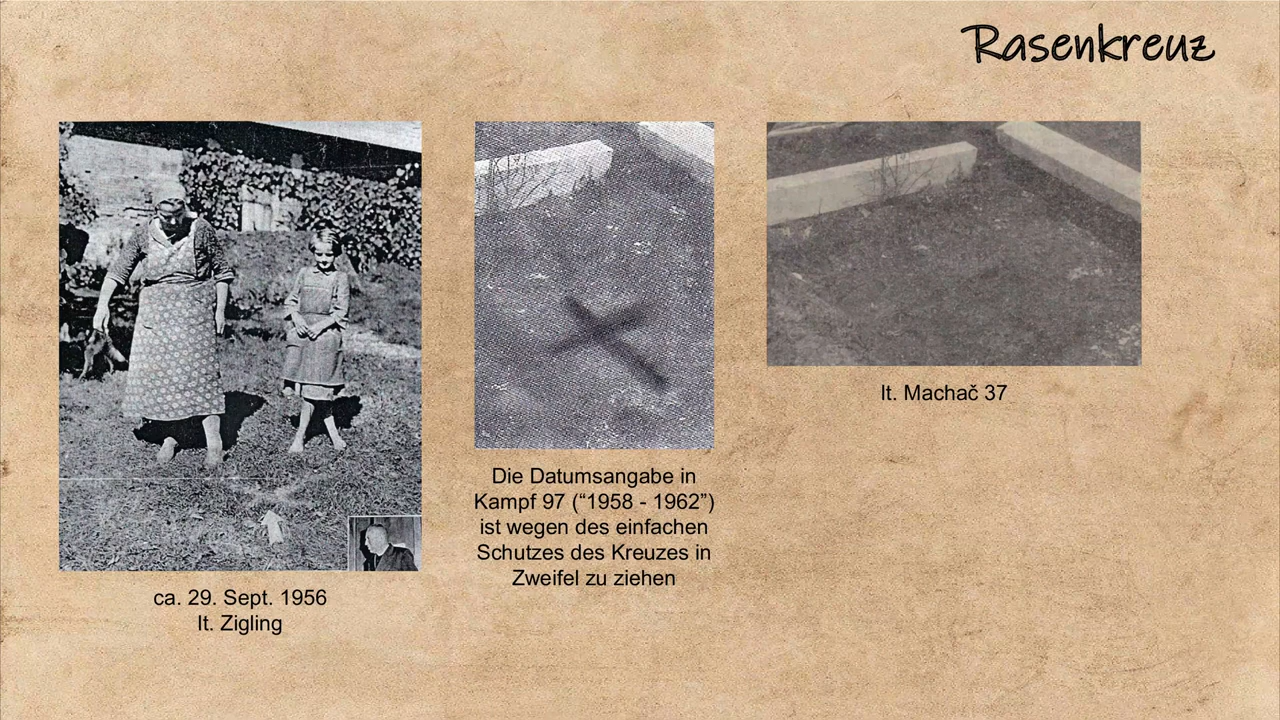 Rasenkreuz
ca. 29. Sept. 1956
lt. Zigling
Die Datumsangabe in
Kampf 97 (“1958 - 1962”)
ist wegen des einfachen
Schutzes des Kreuzes in
Zweifel zu ziehen
lt. Machač 37